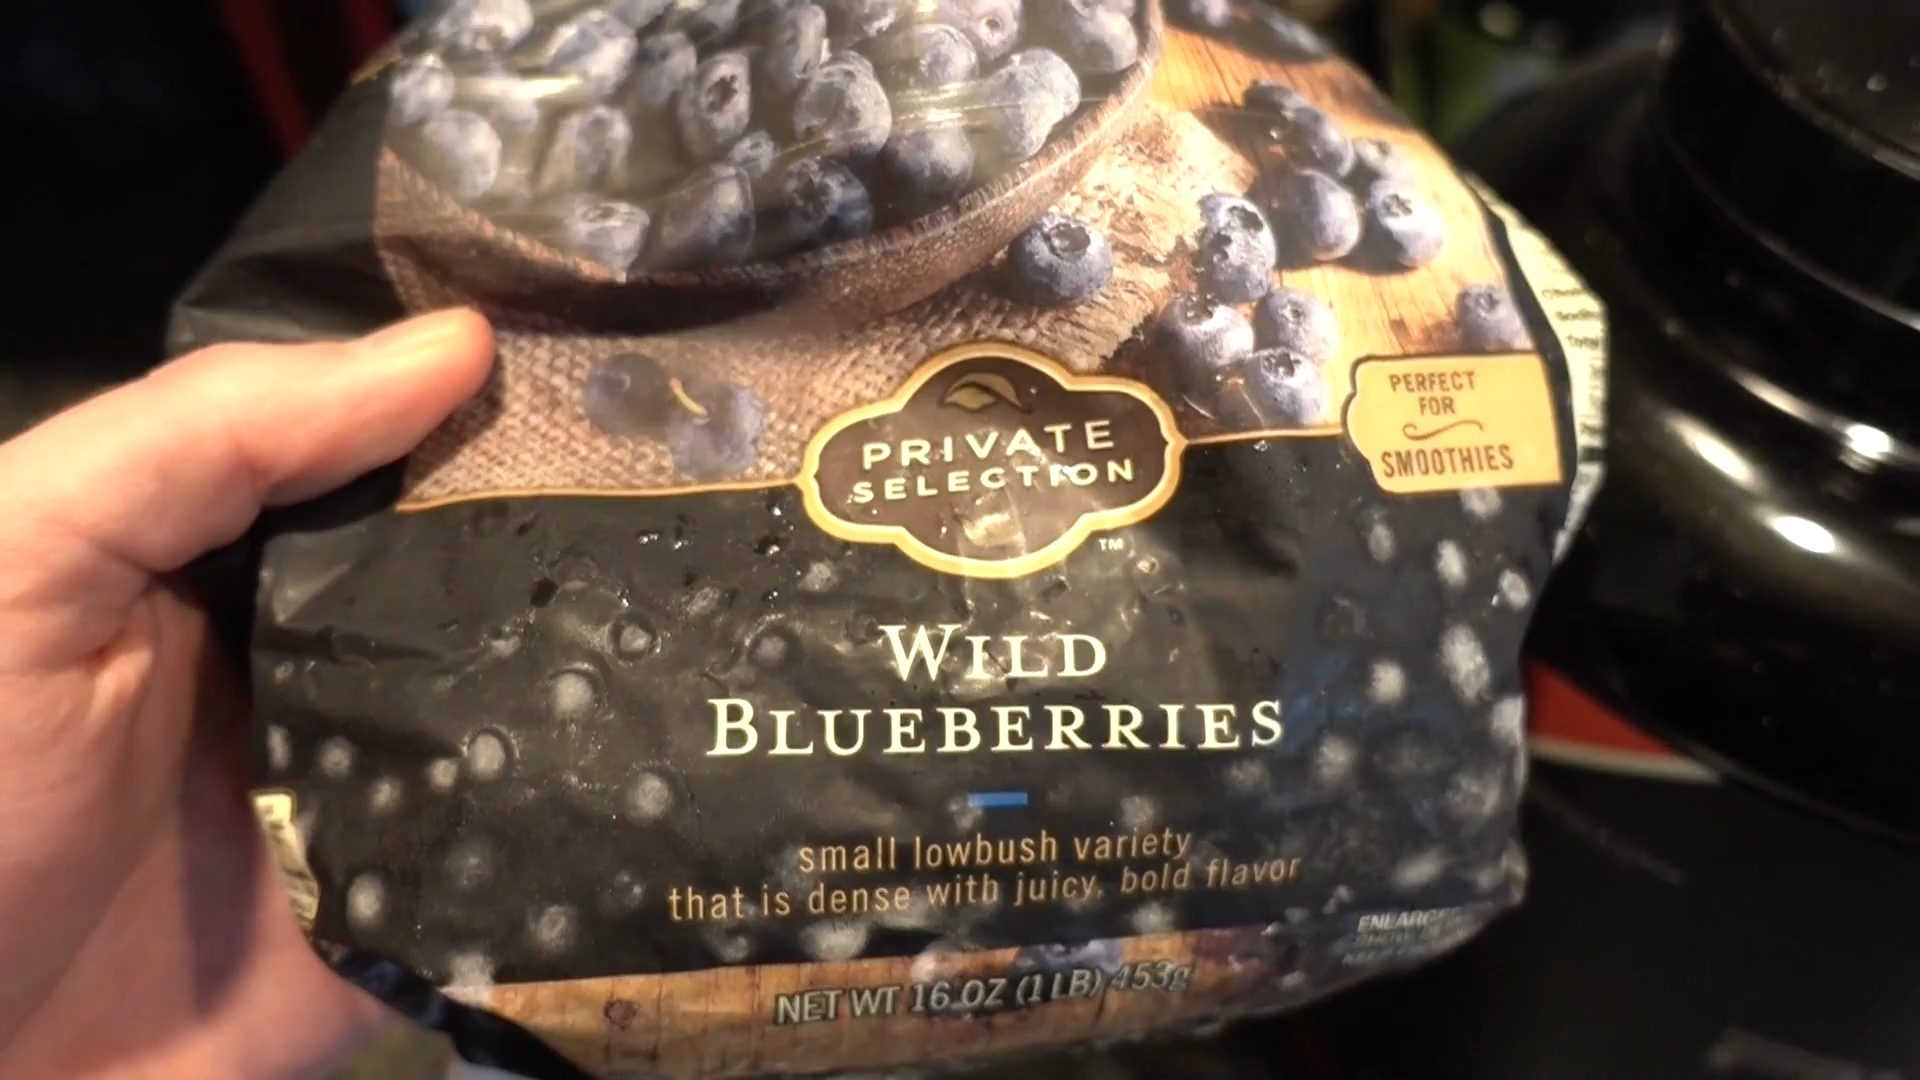 PRIVATE
SELECTION
TM
PERFECT
FOR
SMOOTHIES
WILD
BLUEBERRIES
small lowbush variety
that is dense with juicy, bold flavor
NET WT 16 OZ (1 LB) 453g